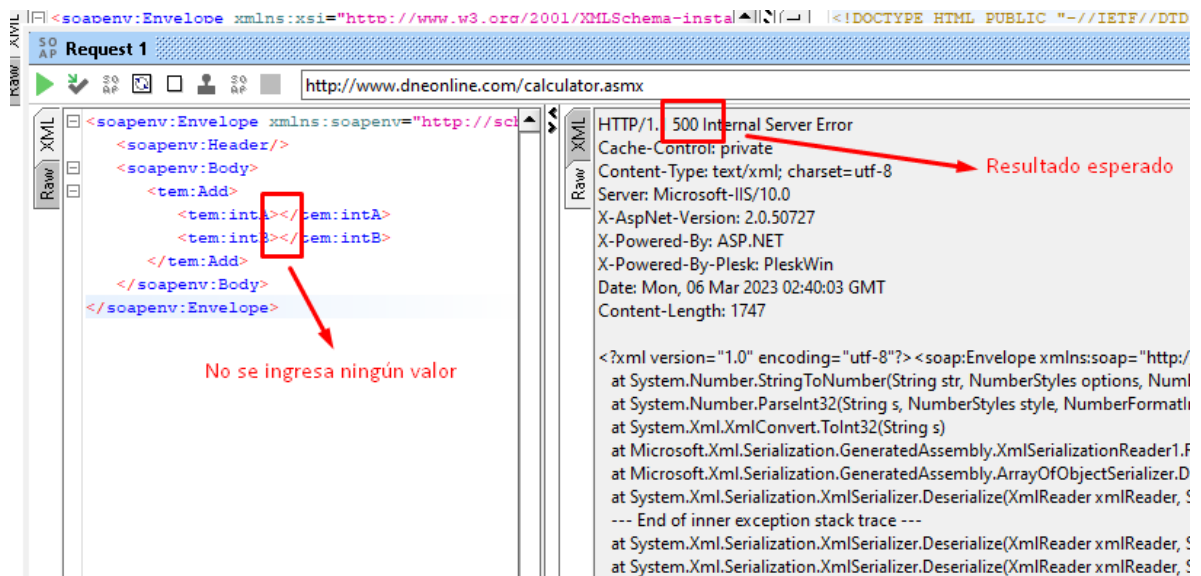 <soapenv:Envelope xmlns:xsi="http://www.w3.org/2001/XMLSchema-insta
<!DOCTYPE HTML PUBLIC "-//IETF//DTD
XML
Raw
SO AP Request 1
http://www.dneonline.com/calculator.asmx
XML
Raw
<soapenv:Envelope xmlns:soapenv="http://sch
<soapenv:Header/>
<soapenv:Body>
<tem:Add>
<tem:intA></tem:intA>
<tem:intB></tem:intB>
</tem:Add>
</soapenv:Body>
</soapenv:Envelope>
No se ingresa ningún valor
XML
Raw
HTTP/1. 500 Internal Server Error
Cache-Control: private
Content-Type: text/xml; charset=utf-8
Server: Microsoft-IIS/10.0
X-AspNet-Version: 2.0.50727
X-Powered-By: ASP.NET
X-Powered-By-Plesk: PleskWin
Date: Mon, 06 Mar 2023 02:40:03 GMT
Content-Length: 1747
Resultado esperado
<?xml version="1.0" encoding="utf-8"?><soap:Envelope xmlns:soap="http:/
at System.Number.StringToNumber(String str, NumberStyles options, Num
at System.Number.ParseInt32(String s, NumberStyles style, NumberFormatI
at System.Xml.XmlConvert.ToInt32(String s)
at Microsoft.Xml.Serialization.GeneratedAssembly.XmlSerializationReader1.
at Microsoft.Xml.Serialization.GeneratedAssembly.ArrayOfObjectSerializer.D
at System.Xml.Serialization.XmlSerializer.Deserialize(XmlReader xmlReader,
--- End of inner exception stack trace ---
at System.Xml.Serialization.XmlSerializer.Deserialize(XmlReader xmlReader,
at System.Xml.Serialization.XmlSerializer.Deserialize(XmlReader xmlReader,